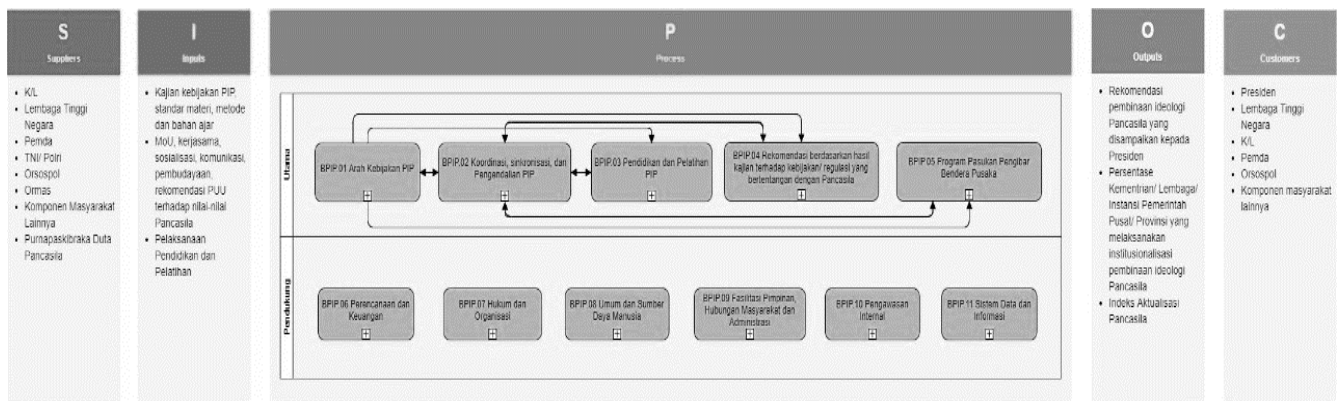 S
Suppliers
• K/L
• Lembaga Tinggi
Negara
• Pemda
• TNI/ Polri
• Orsospol
• Ormas
• Komponen Masyarakat
Lainnya
• Purnapaskibraka Duta
Pancasila
I
Inputs
• Kajian kebijakan PIP,
standar materi, metode
dan bahan ajar
• MoU, kerjasama,
sosialisasi, komunikasi,
pembudayaan,
rekomendasi PUU
terhadap nilai-nilai
Pancasila
• Pelaksanaan
Pendidikan dan
Pelatihan
P
Process
Utama
BPIP.01 Arah Kebijakan PIP
BPIP.02 Koordinasi, sinkronisasi, dan
Pengendalian PIP
BPIP.03 Pendidikan dan Pelatihan
PIP
BPIP.04 Rekomendasi berdasarkan hasil
kajian terhadap kebijakan/ regulasi yang
bertentangan dengan Pancasila
BPIP.05 Program Pasukan Pengibar
Bendera Pusaka
Pendukung
BPIP.06 Perencanaan dan
Keuangan
BPIP.07 Hukum dan
Organisasi
BPIP.08 Umum dan Sumber
Daya Manusia
BPIP.09 Fasilitasi Pimpinan,
Hubungan Masyarakat dan
Administrasi
BPIP.10 Pengawasan
Internal
BPIP.11 Sistem Data dan
Informasi
O
Outputs
• Rekomendasi
pembinaan ideologi
Pancasila yang
disampaikan kepada
Presiden
• Persentase
Kementrian/ Lembaga/
Instansi Pemerintah
Pusat/ Provinsi yang
melaksanakan
institusionalisasi
pembinaan ideologi
Pancasila
• Indeks Aktualisasi
Pancasila
C
Customers
• Presiden
• Lembaga Tinggi
Negara
• K/L
• Pemda
• Orsospol
• Komponen masyarakat
lainnya